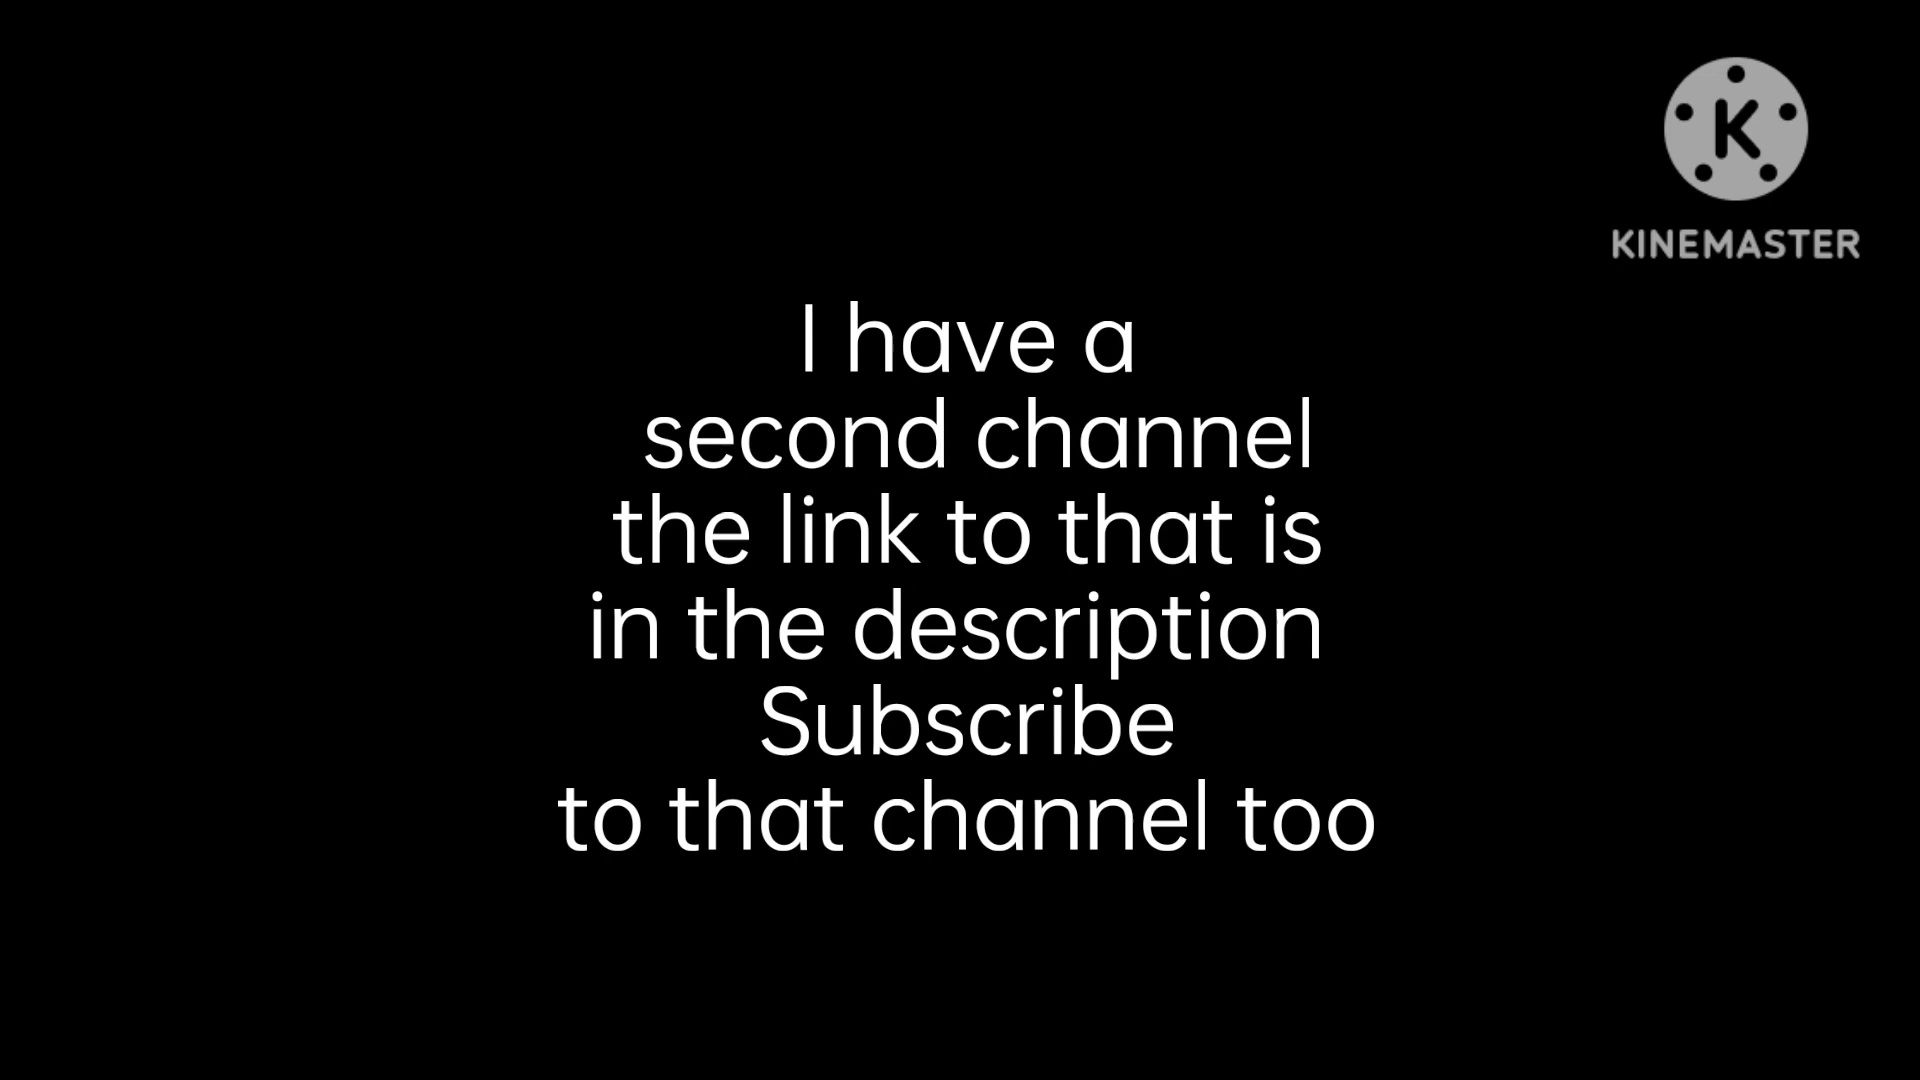 K
KINEMASTER
I have a
second channel
the link to that is
in the description
Subscribe
to that channel too